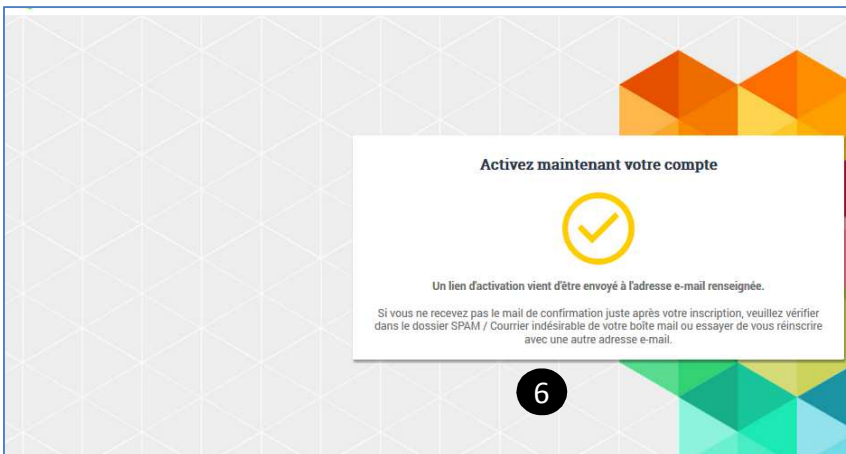 Activez maintenant votre compte
Un lien d'activation vient d'être envoyé à l'adresse e-mail renseignée.
Si vous ne recevez pas le mail de confirmation juste après votre inscription, veuillez vérifier
dans le dossier SPAM / Courrier indésirable de votre boîte mail ou essayer de vous réinscrire
avec une autre adresse e-mail.
6